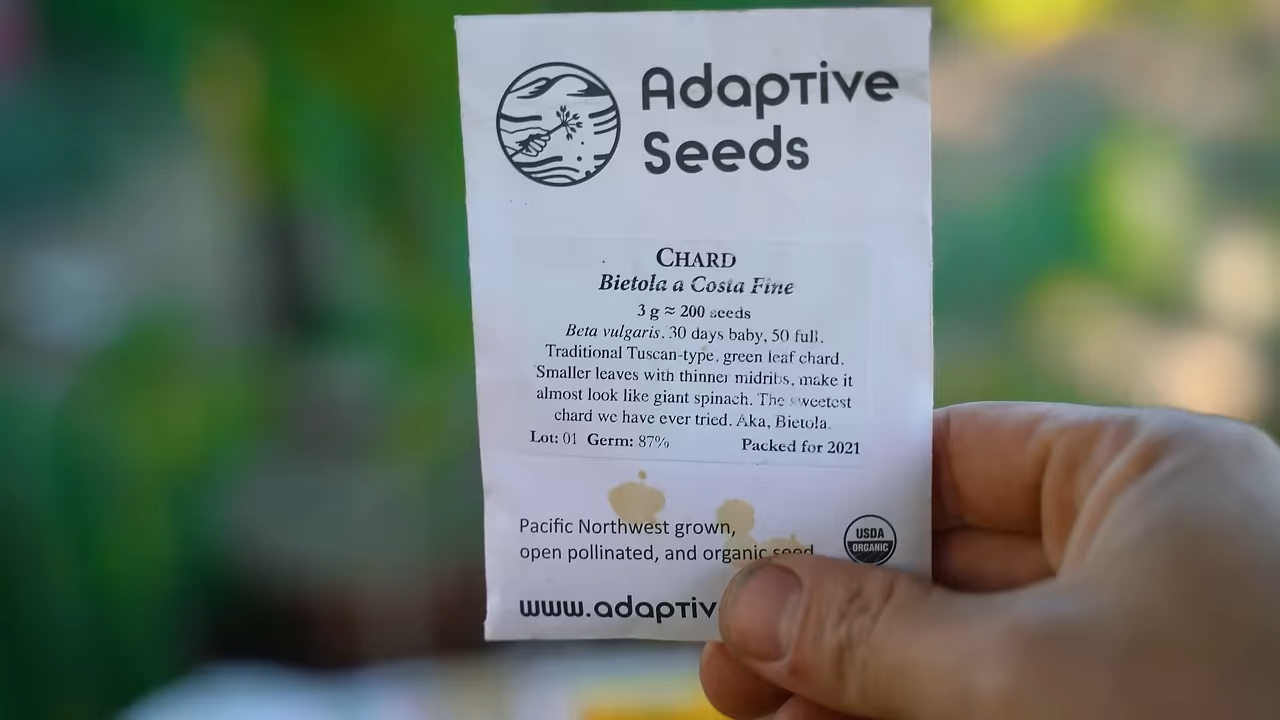 Adaptive
Seeds
CHARD
Bietola a Costa Fine
3 g ≈ 200 seeds
Beta vulgaris. 30 days baby, 50 full.
Traditional Tuscan-type, green leaf chard.
Smaller leaves with thinner midribs, make it
almost look like giant spinach. The sweetest
chard we have ever tried. Aka, Bietola.
Lot: 01 Germ: 87% Packed for 2021
Pacific Northwest grown,
open pollinated, and organic seed
USDA
ORGANIC
www.adaptiv